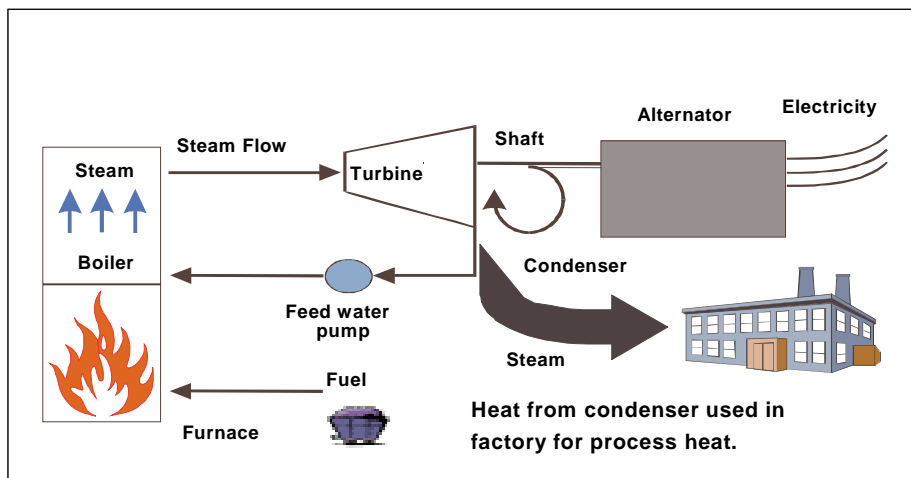 Electricity
Alternator
Shaft
Steam Flow
Steam
Turbine
Boiler
Condenser
Feed water
pump
Steam
Fuel
Furnace
Heat from condenser used in
factory for process heat.